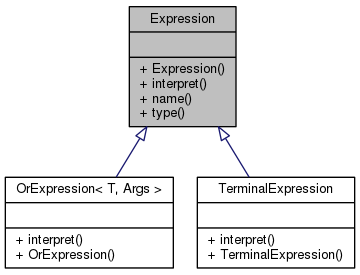 Expression
+ Expression()
+ interpret()
+ name()
+ type()
OrExpression< T, Args >
+ interpret()
+ OrExpression()
TerminalExpression
+ interpret()
+ TerminalExpression()